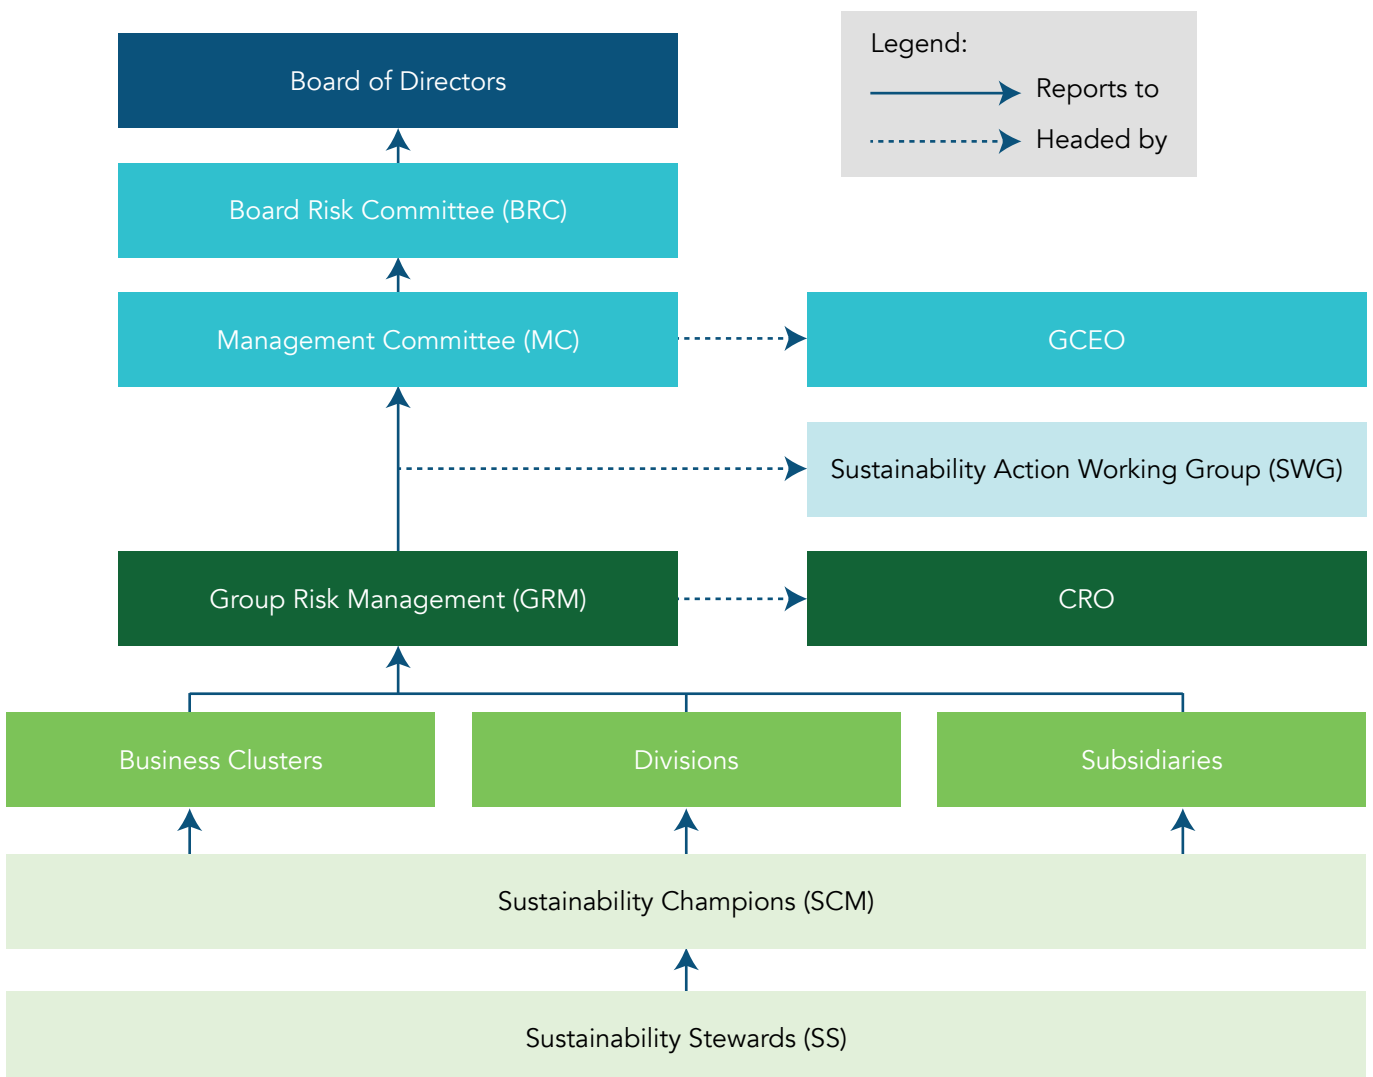 Legend:
Reports to
Headed by
Board of Directors
Board Risk Committee (BRC)
Management Committee (MC)
GCEO
Sustainability Action Working Group (SWG)
Group Risk Management (GRM)
CRO
Business Clusters
Divisions
Subsidiaries
Sustainability Champions (SCM)
Sustainability Stewards (SS)